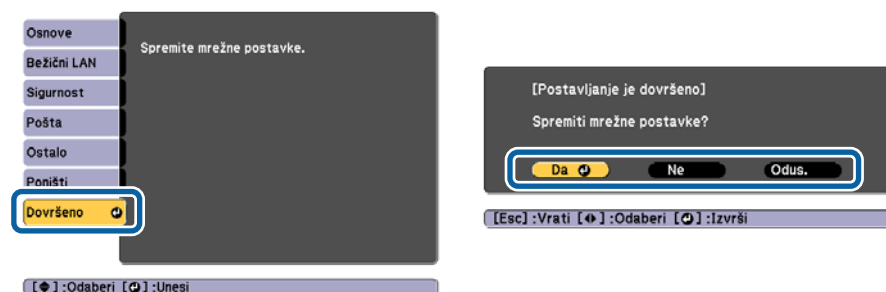 Osnove
Bežični LAN
Sigurnost
Pošta
Ostalo
Poništi
Dovršeno
Spremite mrežne postavke.
[ ] :Odaberi [ ] :Unesi
[Postavljanje je dovršeno]
Spremiti mrežne postavke?
Da Ne Odus.
[Esc] :Vrati [ ] :Odaberi [ ] :Izvrši